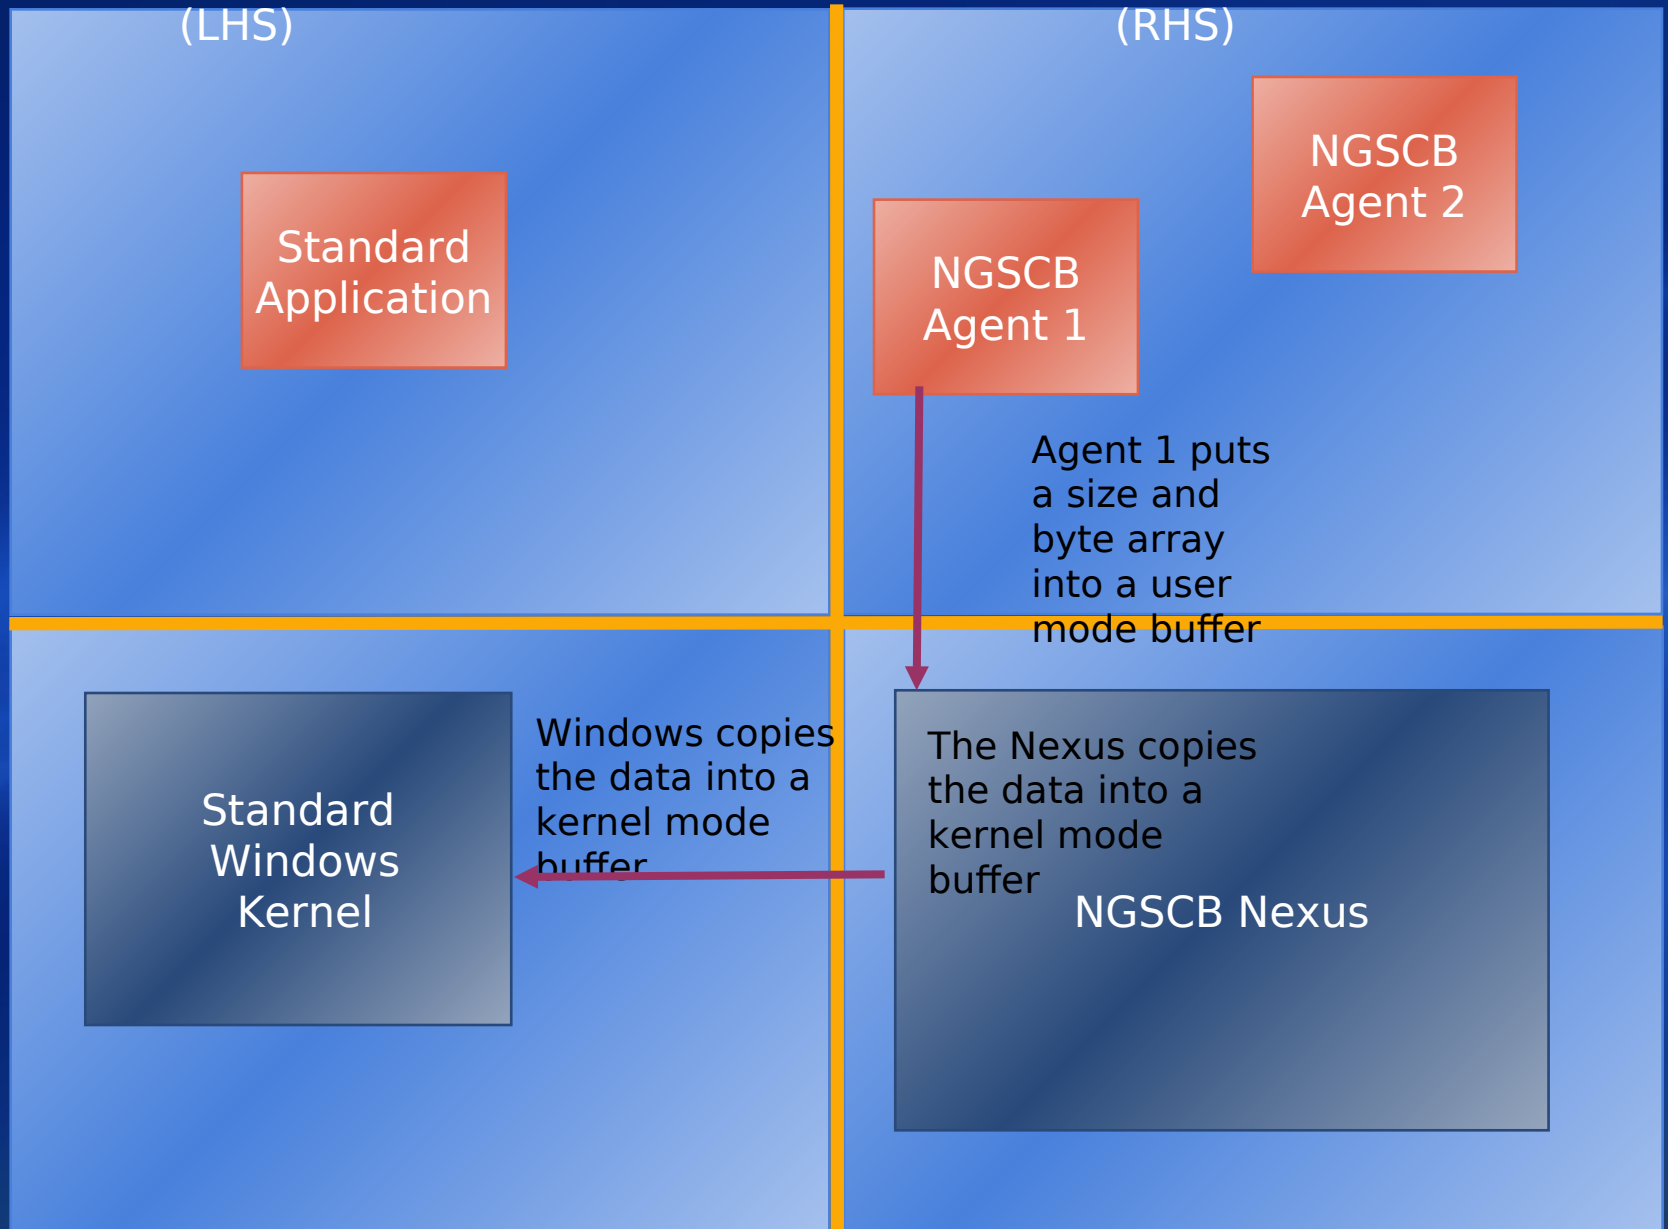 (LHS)
(RHS)
NGSCB
Agent 2
Standard
Application
NGSCB
Agent 1
Agent 1 puts
a size and
byte array
into a user
mode buffer
Standard
Windows
Kernel
Windows copies
the data into a
kernel mode
buffer
The Nexus copies
the data into a
kernel mode
buffer
NGSCB Nexus